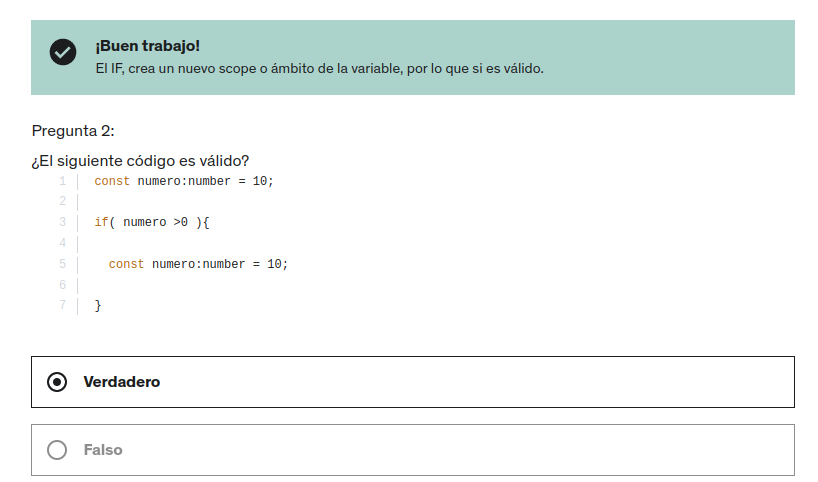 ¡Buen trabajo!
El IF, crea un nuevo scope o ámbito de la variable, por lo que si es válido.
Pregunta 2:
¿El siguiente código es válido?
1 const numero:number = 10;
2
3 if( numero >0 ){
4
5 const numero:number = 10;
6
7 }
Verdadero
Falso